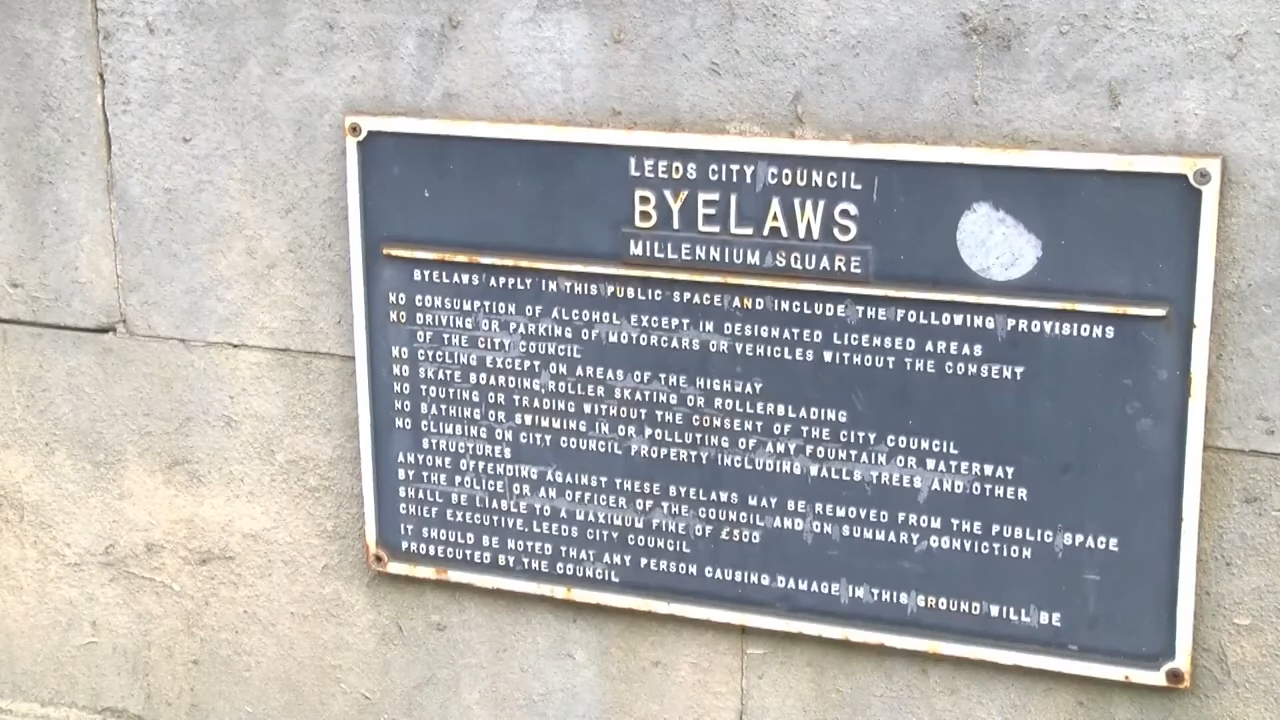 LEEDS CITY COUNCIL
BYELAWS
MILLENNIUM SQUARE
BYELAWS APPLY IN THIS PUBLIC SPACE AND INCLUDE THE FOLLOWING PROVISIONS
NO CONSUMPTION OF ALCOHOL EXCEPT IN DESIGNATED LICENSED AREAS
NO DRIVING OR PARKING OF MOTORCARS OR VEHICLES WITHOUT THE CONSENT
OF THE CITY COUNCIL
NO CYCLING EXCEPT ON AREAS OF THE HIGHWAY
NO SKATE BOARDING, ROLLER SKATING OR ROLLERBLADING
NO TOUTING OR TRADING WITHOUT THE CONSENT OF THE CITY COUNCIL
NO BATHING OR SWIMMING IN OR POLLUTING OF ANY FOUNTAIN OR WATERWAY
NO CLIMBING ON CITY COUNCIL PROPERTY INCLUDING WALLS TREES AND OTHER
STRUCTURES
ANYONE OFFENDING AGAINST THESE BYELAWS MAY BE REMOVED FROM THE PUBLIC SPACE
BY THE POLICE OR AN OFFICER OF THE COUNCIL AND ON SUMMARY CONVICTION
SHALL BE LIABLE TO A MAXIMUM FINE OF £500
CHIEF EXECUTIVE, LEEDS CITY COUNCIL
IT SHOULD BE NOTED THAT ANY PERSON CAUSING DAMAGE IN THIS GROUND WILL BE
PROSECUTED BY THE COUNCIL